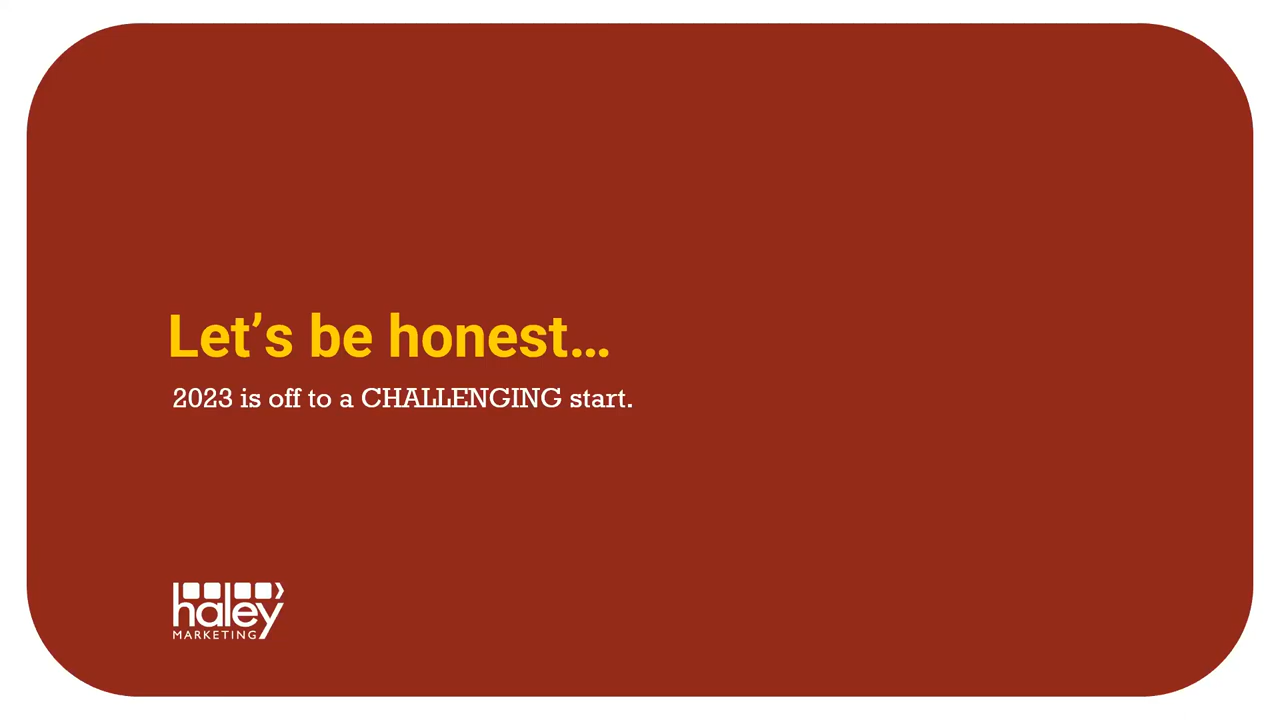 Let’s be honest…
2023 is off to a CHALLENGING start.
haley
MARKETING